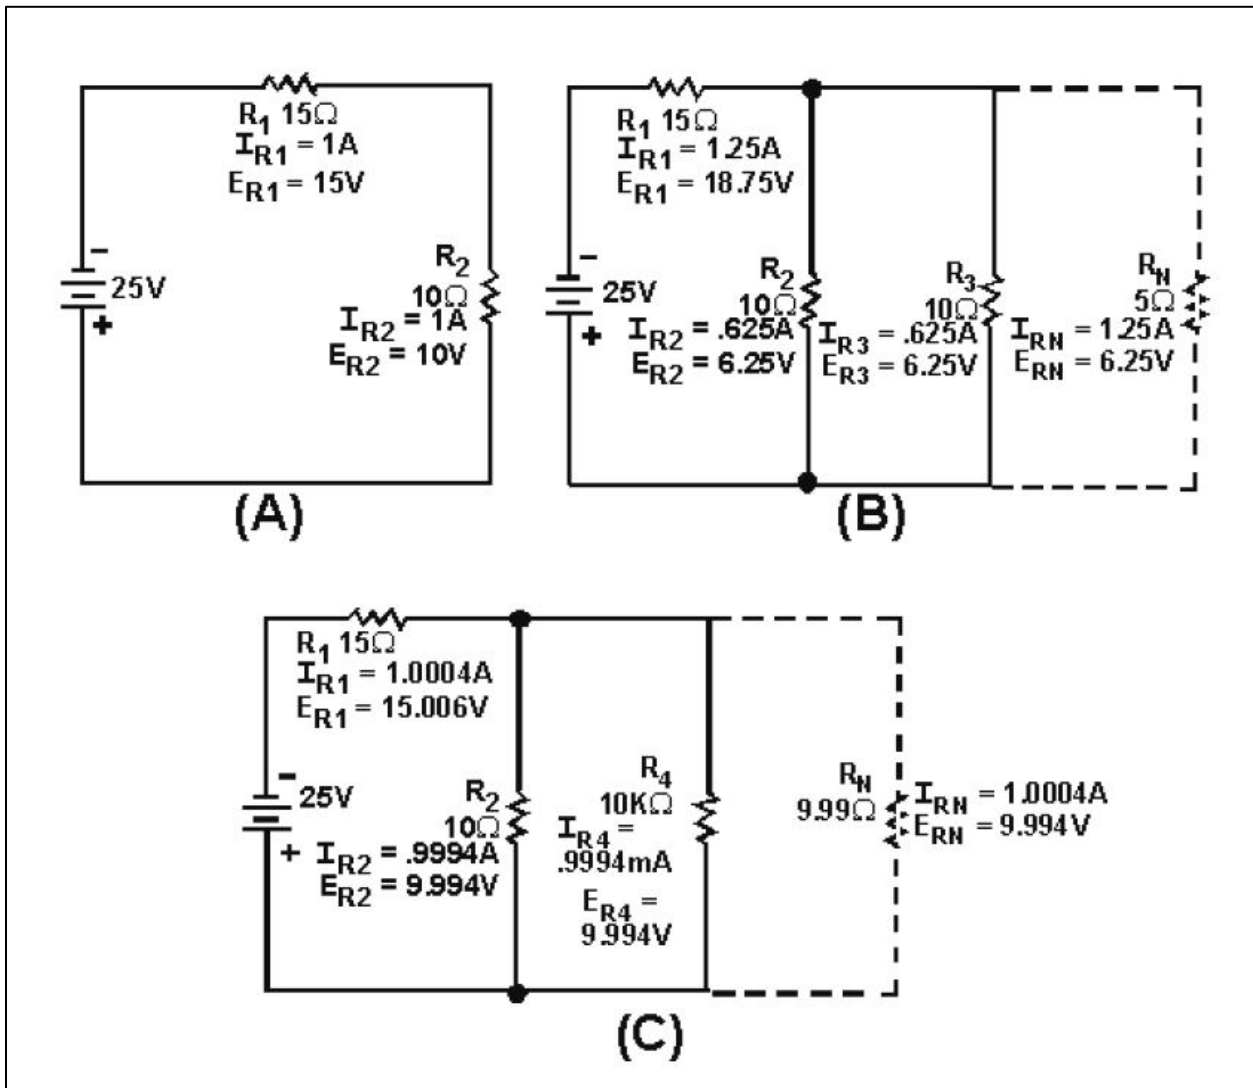 R1 15Ω
IR1 = 1A
ER1 = 15V
-
25V
+
R2
10Ω
IR2 = 1A
ER2 = 10V
(A)
R1 15Ω
IR1 = 1.25A
ER1 = 18.75V
-
25V
+
R2
10Ω
IR2 = .625A
ER2 = 6.25V
R3
10Ω
IR3 = .625A
ER3 = 6.25V
RN
5Ω
IRN = 1.25A
ERN = 6.25V
(B)
R1 15Ω
IR1 = 1.0004A
ER1 = 15.006V
-
25V
+
R2
10Ω
IR2 = .9994A
ER2 = 9.994V
R4
10KΩ
IR4 =
.9994mA
ER4 =
9.994V
RN
9.99Ω
IRN = 1.0004A
ERN = 9.994V
(C)